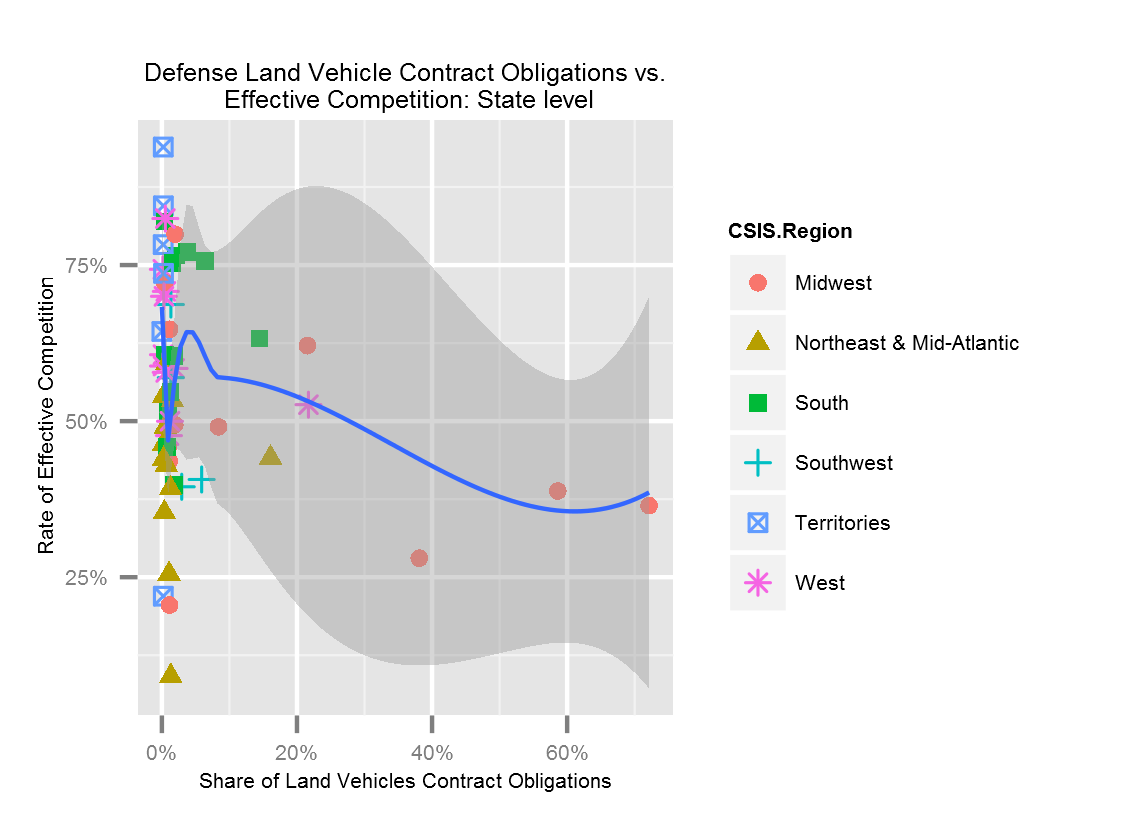 Defense Land Vehicle Contract Obligations vs.
Effective Competition: State level
Rate of Effective Competition
75%
50%
25%
0%
20%
40%
60%
Share of Land Vehicles Contract Obligations
CSIS.Region
Midwest
Northeast & Mid-Atlantic
South
Southwest
Territories
West